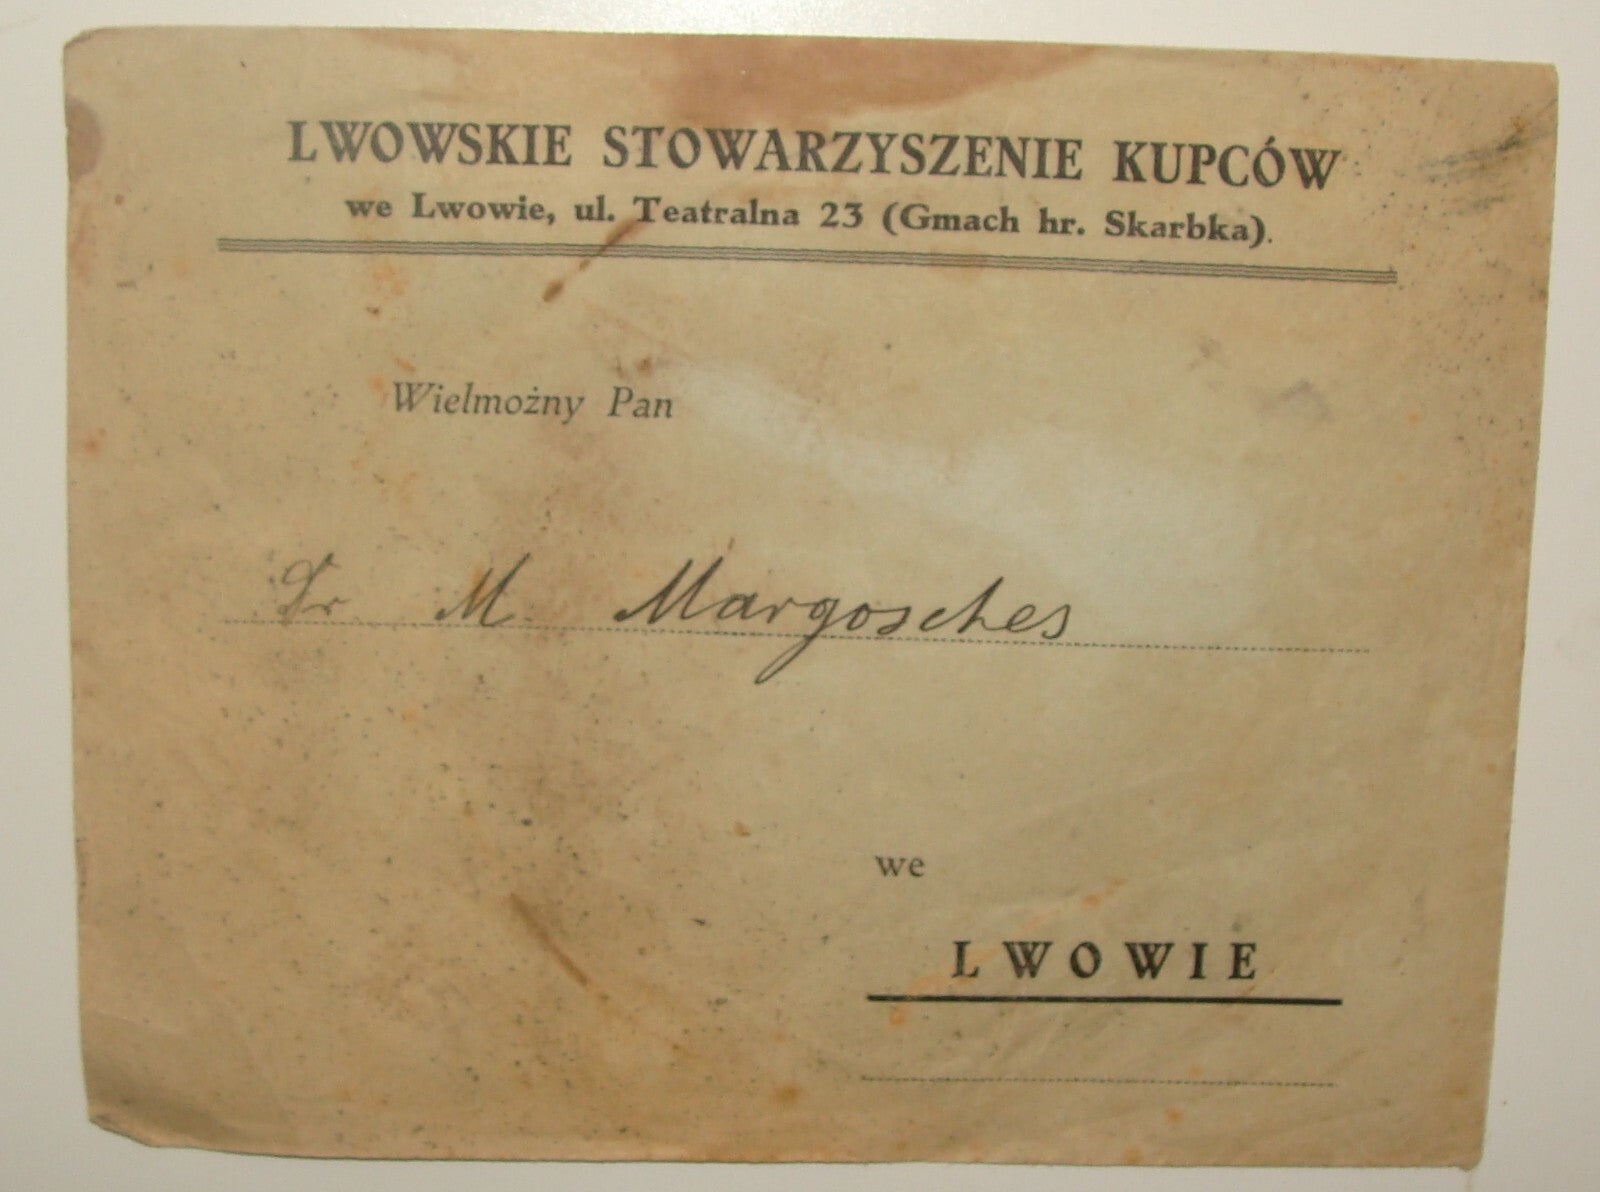 LWOWSKIE STOWARZYSZENIE KUPCÓW
we Lwowie, ul. Teatralna 23 (Gmach hr. Skarbka).
Wielmożny Pan
Dr M. Margosches
we
LWOWIE